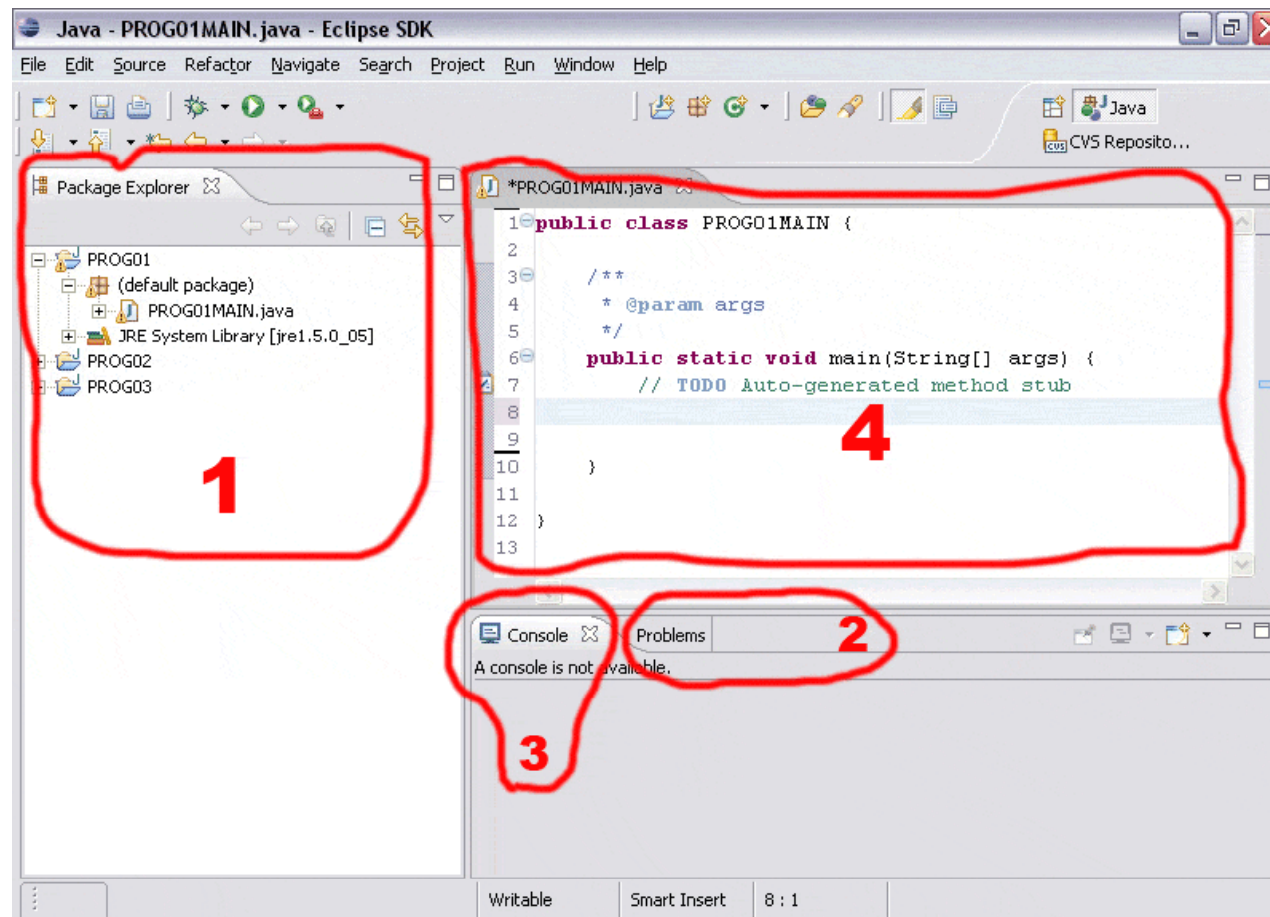 Java - PROG01MAIN.java - Eclipse SDK
File Edit Source Refactor Navigate Search Project Run Window Help
Java
CVS Reposito...
Package Explorer
PROG01
(default package)
PROG01MAIN.java
JRE System Library [jre1.5.0_05]
PROG02
PROG03
1
*PROG01MAIN.java
1 public class PROG01MAIN {
2
3 /**
4 * @param args
5 */
6 public static void main(String[] args) {
7 // TODO Auto-generated method stub
8
9
10 }
11
12 }
13
4
Console Problems
2
A console is not available.
3
Writable Smart Insert 8 : 1